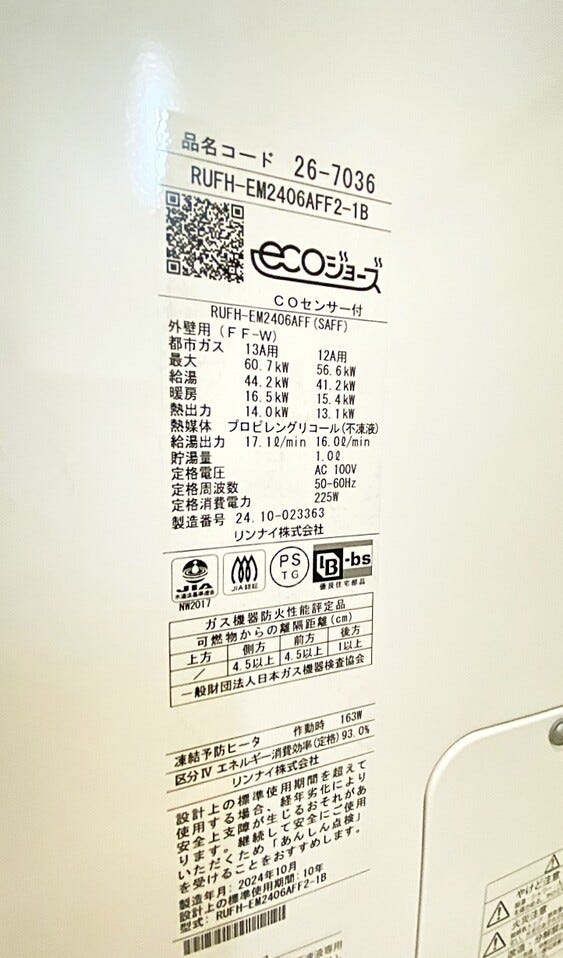 品名コード 26-7036
RUFH-EM2406AFF2-1B
ecoジョーズ
COセンサー付
RUFH-EM2406AFF(SAFF)
外壁用(FF-W)
都市ガス 13A用 12A用
最大 60.7kW 56.6kW
給湯 44.2kW 41.2kW
暖房 16.5kW 15.4kW
熱出力 14.0kW 13.1kW
熱媒体 プロピレングリコール(不凍液)
給湯出力 17.1ℓ/min 16.0ℓ/min
貯湯量 1.0ℓ
定格電圧 AC 100V
定格周波数 50-60Hz
定格消費電力 225W
製造番号 24.10-023363
リンナイ株式会社
JIA
NW2017
JIA認証
PS
TG
BL-bs
優良住宅部品
ガス機器防火性能評定品
可燃物からの離隔距離(cm)
上方 側方 前方 後方
/ 4.5以上 4.5以上 1以上
一般財団法人日本ガス機器検査協会
凍結予防ヒータ 作動時 163W
区分Ⅳ エネルギー消費効率(定格)93.0%
リンナイ株式会社
設計上の標準使用期間を超えて
使用する場合、経年劣化により
安全上支障が生じるおそれがあ
ります。継続して安全にご使用
いただくため「あんしん点検」
を受けることをおすすめします。
製造年月:2024年10月
設計上の標準使用期間:10年
型式:RUFH-EM2406AFF2-1B
やけど注意
火災注意